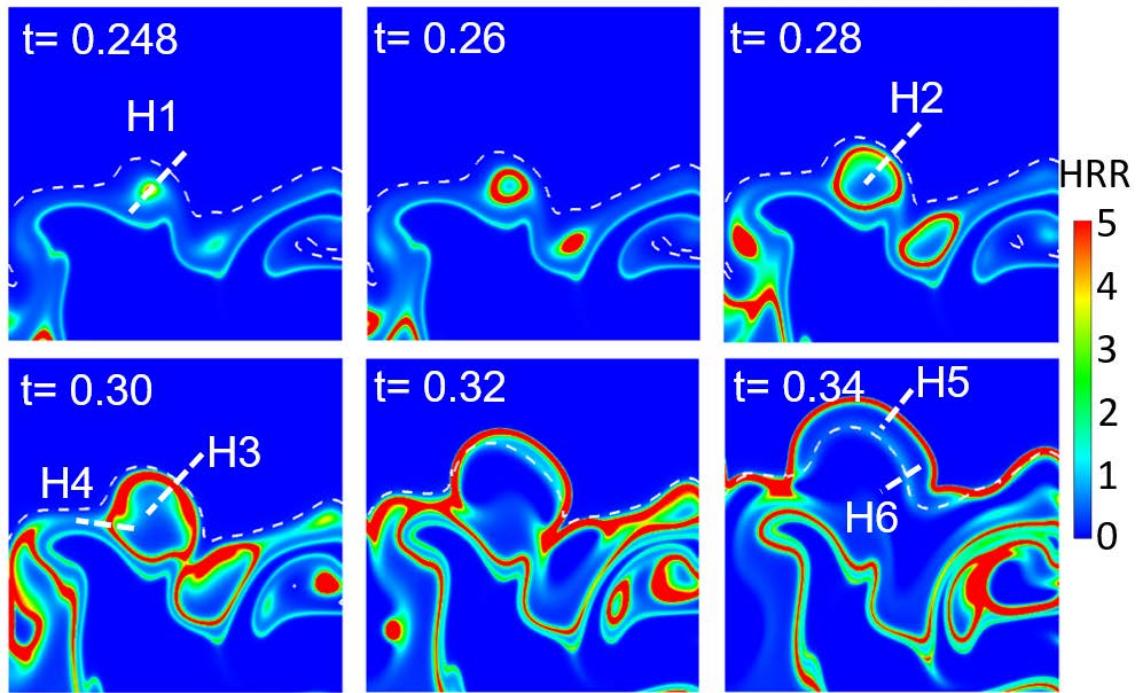 t= 0.248
H1
t= 0.26
t= 0.28
H2
HRR
5
4
3
2
1
0
t= 0.30
H3
H4
t= 0.32
t= 0.34
H5
H6